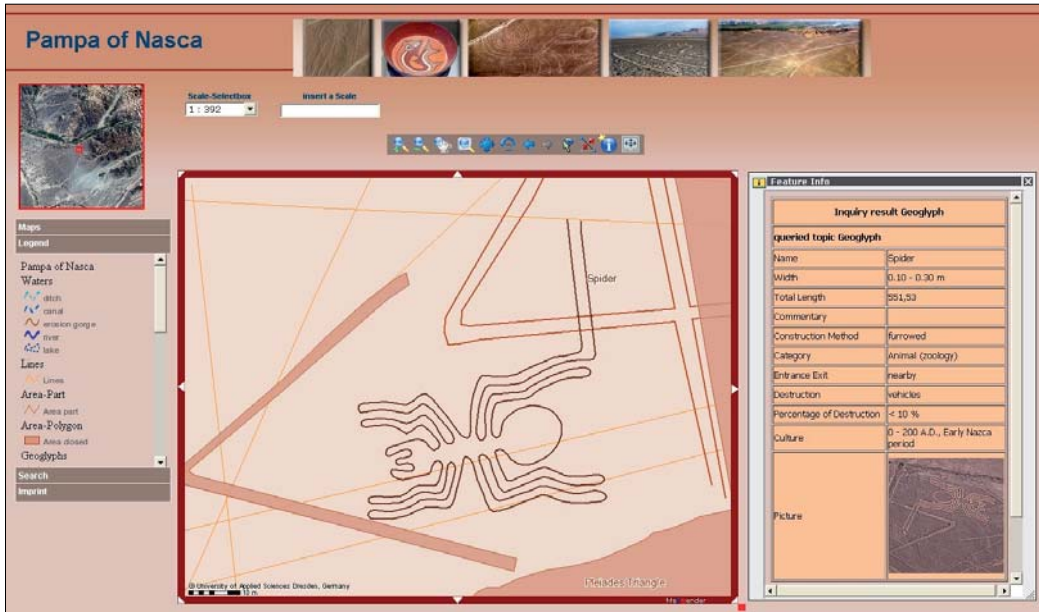 Pampa of Nasca
Scale-Selectbox
insert a Scale
1 : 392
Maps
Legend
Pampa of Nasca
Waters
ditch
canal
erosion gorge
river
lake
Lines
Lines
Area-Part
Area part
Area-Polygon
Area closed
Geoglyphs
Search
Imprint
Spider
Pleiades Triangle
© University of Applied Sciences Dresden, Germany
10 m
Feature Info
Inquiry result Geoglyph
queried topic Geoglyph
Name Spider
Width 0.10 - 0.30 m
Total Length 551,53
Commentary
Construction Method furrowed
Category Animal (zoology)
Entrance Exit nearby
Destruction vehicles
Percentage of Destruction < 10 %
Culture 0 - 200 A.D., Early Nazca
period
Picture